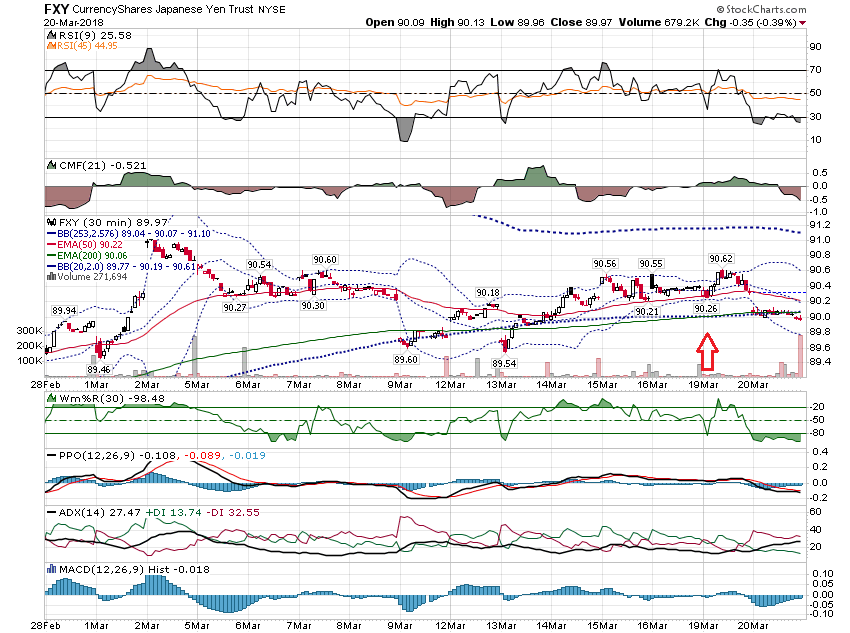 FXY CurrencyShares Japanese Yen Trust NYSE © StockCharts.com
20-Mar-2018 Open 90.09 High 90.13 Low 89.96 Close 89.97 Volume 679.2K Chg -0.35 (-0.39%)
RSI(9) 25.58
RSI(45) 44.95
90
70
50
30
10
CMF(21) -0.521
0.5
0.0
-0.5
-1.0
FXY (30 min) 89.97
BB(253,2.576) 89.04 - 90.07 - 91.10
EMA(50) 90.22
EMA(200) 90.06
BB(20,2.0) 89.77 - 90.19 - 90.61
Volume 271,694
91.2
91.0
90.8
90.6
90.4
90.2
90.0
89.8
89.6
89.4
300K
200K
100K
89.94
89.46
90.54
90.27
90.60
90.30
89.60
90.18
89.54
90.56
90.55
90.21
90.26
90.62
28Feb 1Mar 2Mar 5Mar 6Mar 7Mar 8Mar 9Mar 12Mar 13Mar 14Mar 15Mar 16Mar 19Mar 20Mar
Wm%R(30) -98.48
-20
-50
-80
PPO(12,26,9) -0.108, -0.089, -0.019
0.4
0.2
0.0
-0.2
ADX(14) 27.47 +DI 13.74 -DI 32.55
60
40
20
MACD(12,26,9) Hist -0.018
0.10
0.05
0.00
-0.05
-0.10
28Feb 1Mar 2Mar 5Mar 6Mar 7Mar 8Mar 9Mar 12Mar 13Mar 14Mar 15Mar 16Mar 19Mar 20Mar